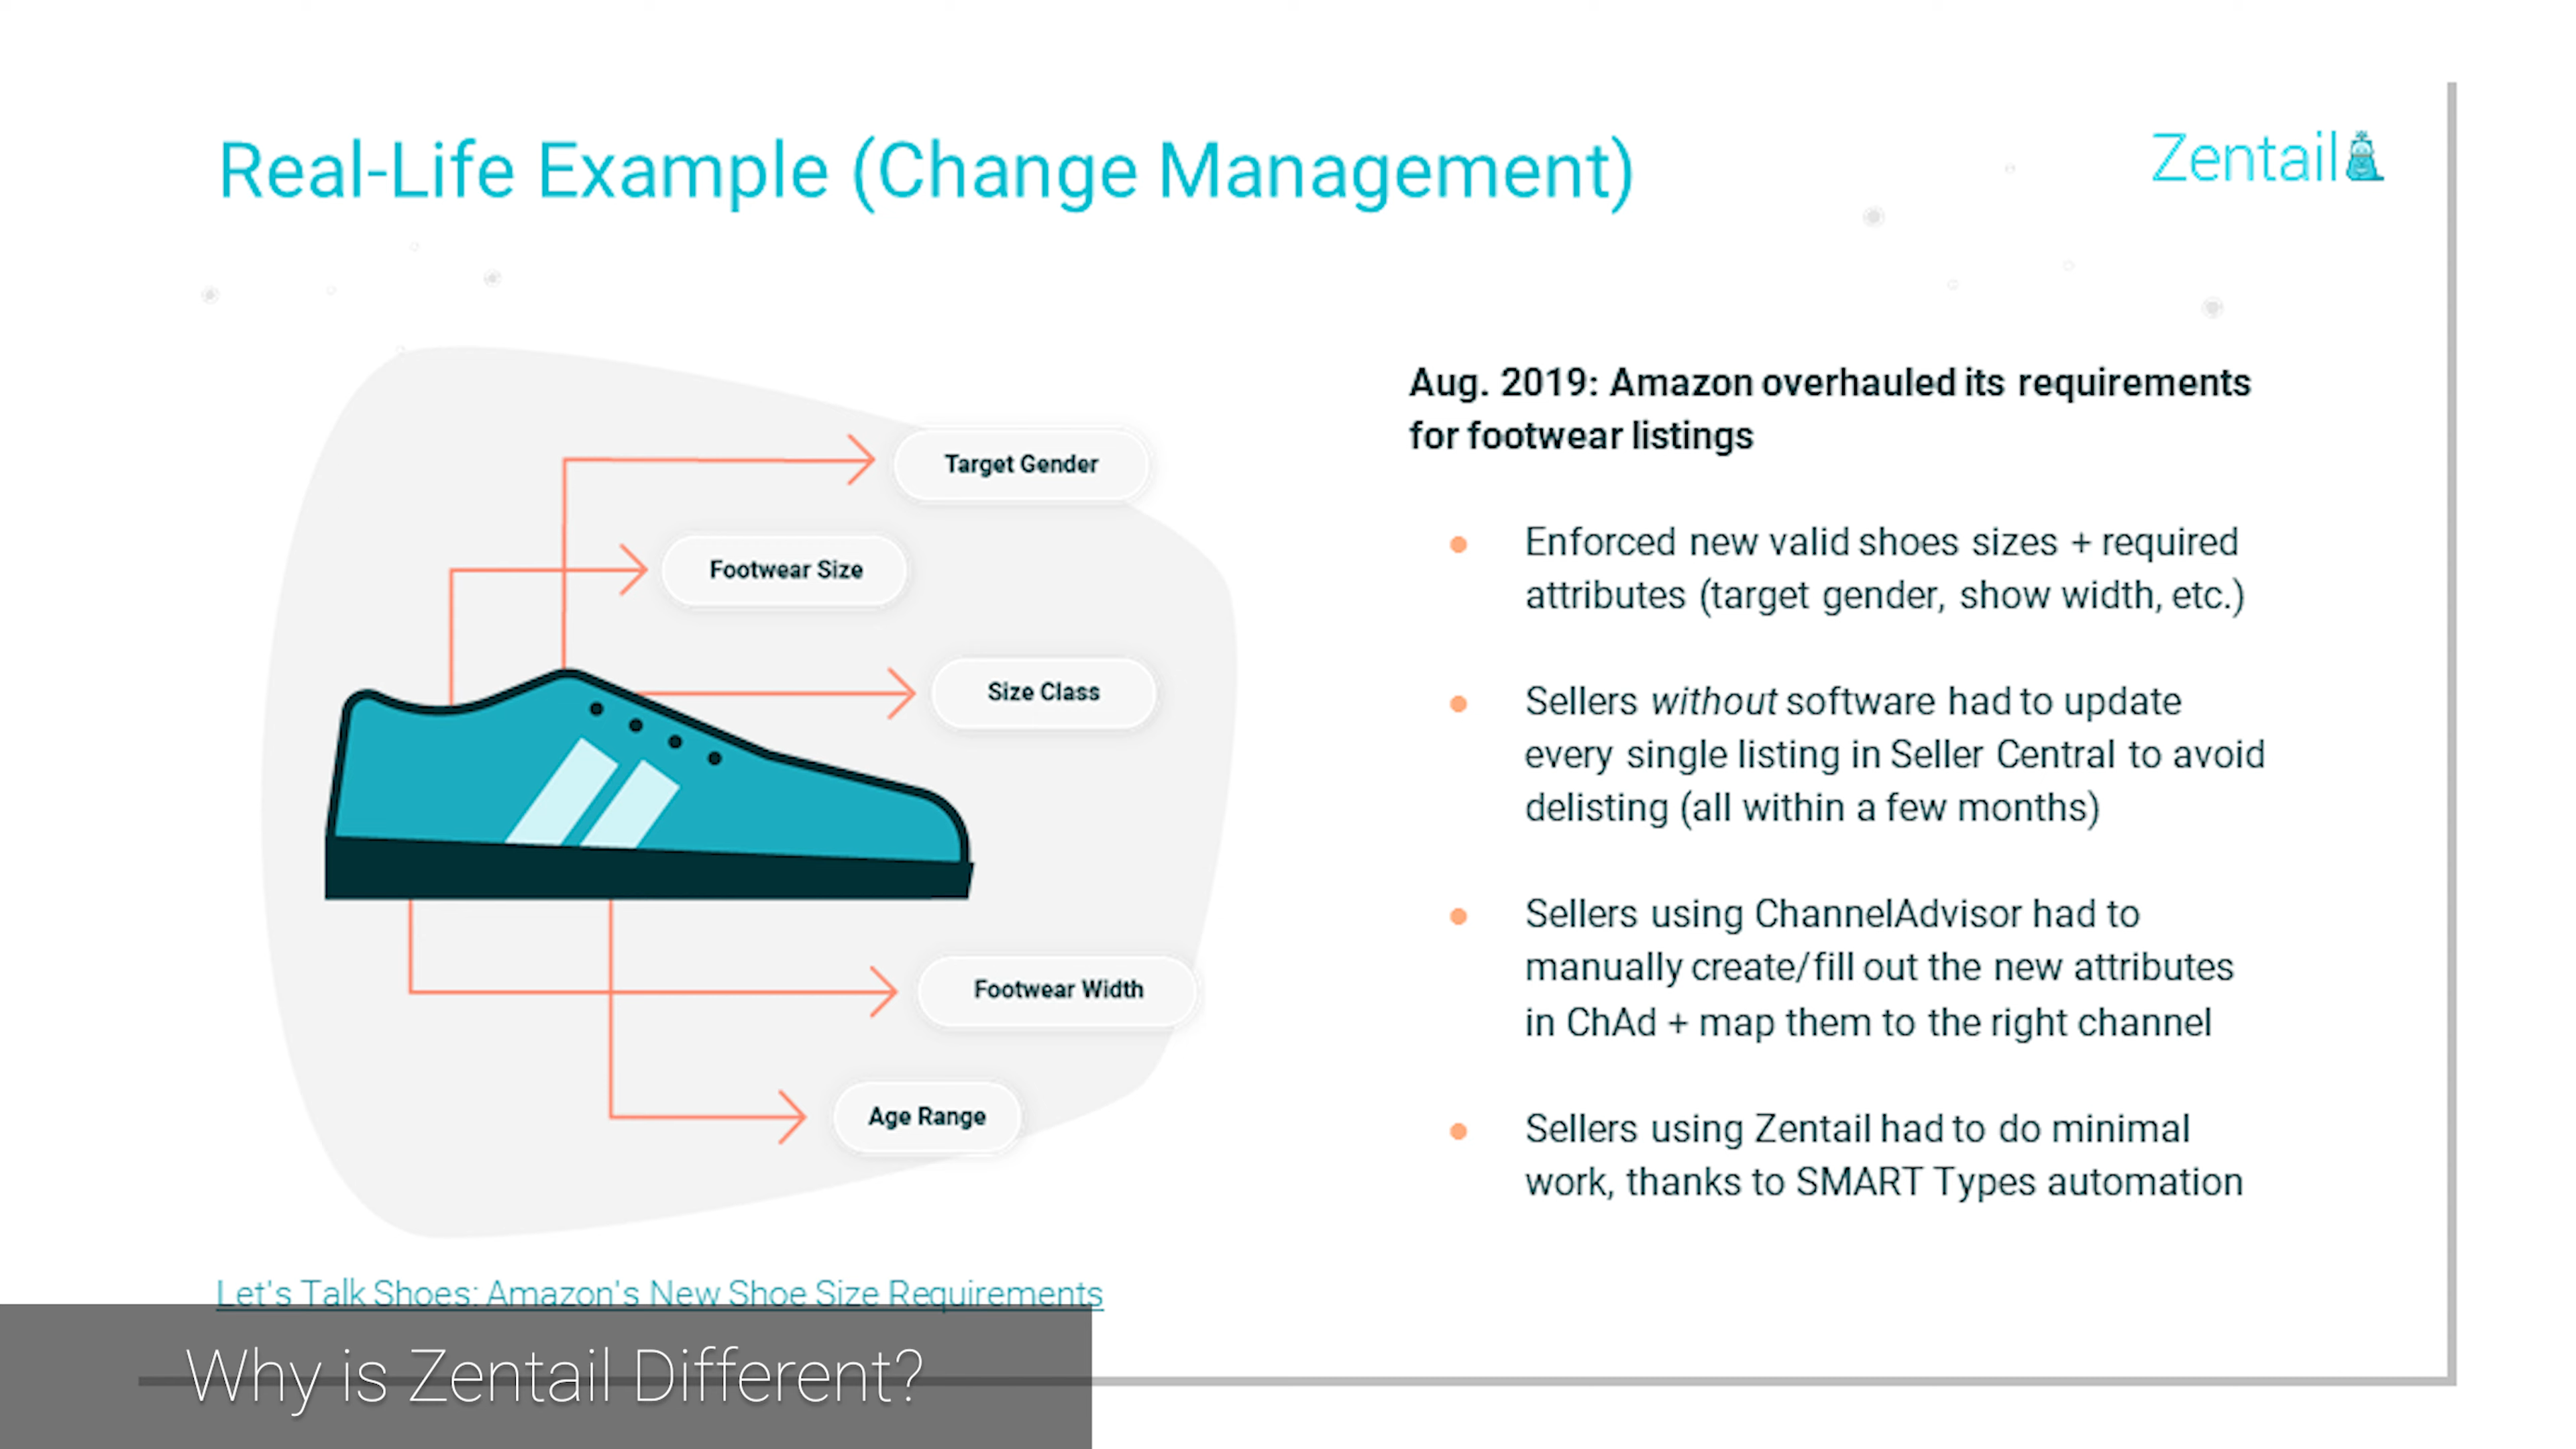 Real-Life Example (Change Management)
Zentail
Target Gender
Footwear Size
Size Class
Footwear Width
Age Range
Aug. 2019: Amazon overhauled its requirements
for footwear listings
Enforced new valid shoes sizes + required
attributes (target gender, show width, etc.)
Sellers without software had to update
every single listing in Seller Central to avoid
delisting (all within a few months)
Sellers using ChannelAdvisor had to
manually create/fill out the new attributes
in ChAd + map them to the right channel
Sellers using Zentail had to do minimal
work, thanks to SMART Types automation
Let's Talk Shoes: Amazon's New Shoe Size Requirements
Why is Zentail Different?